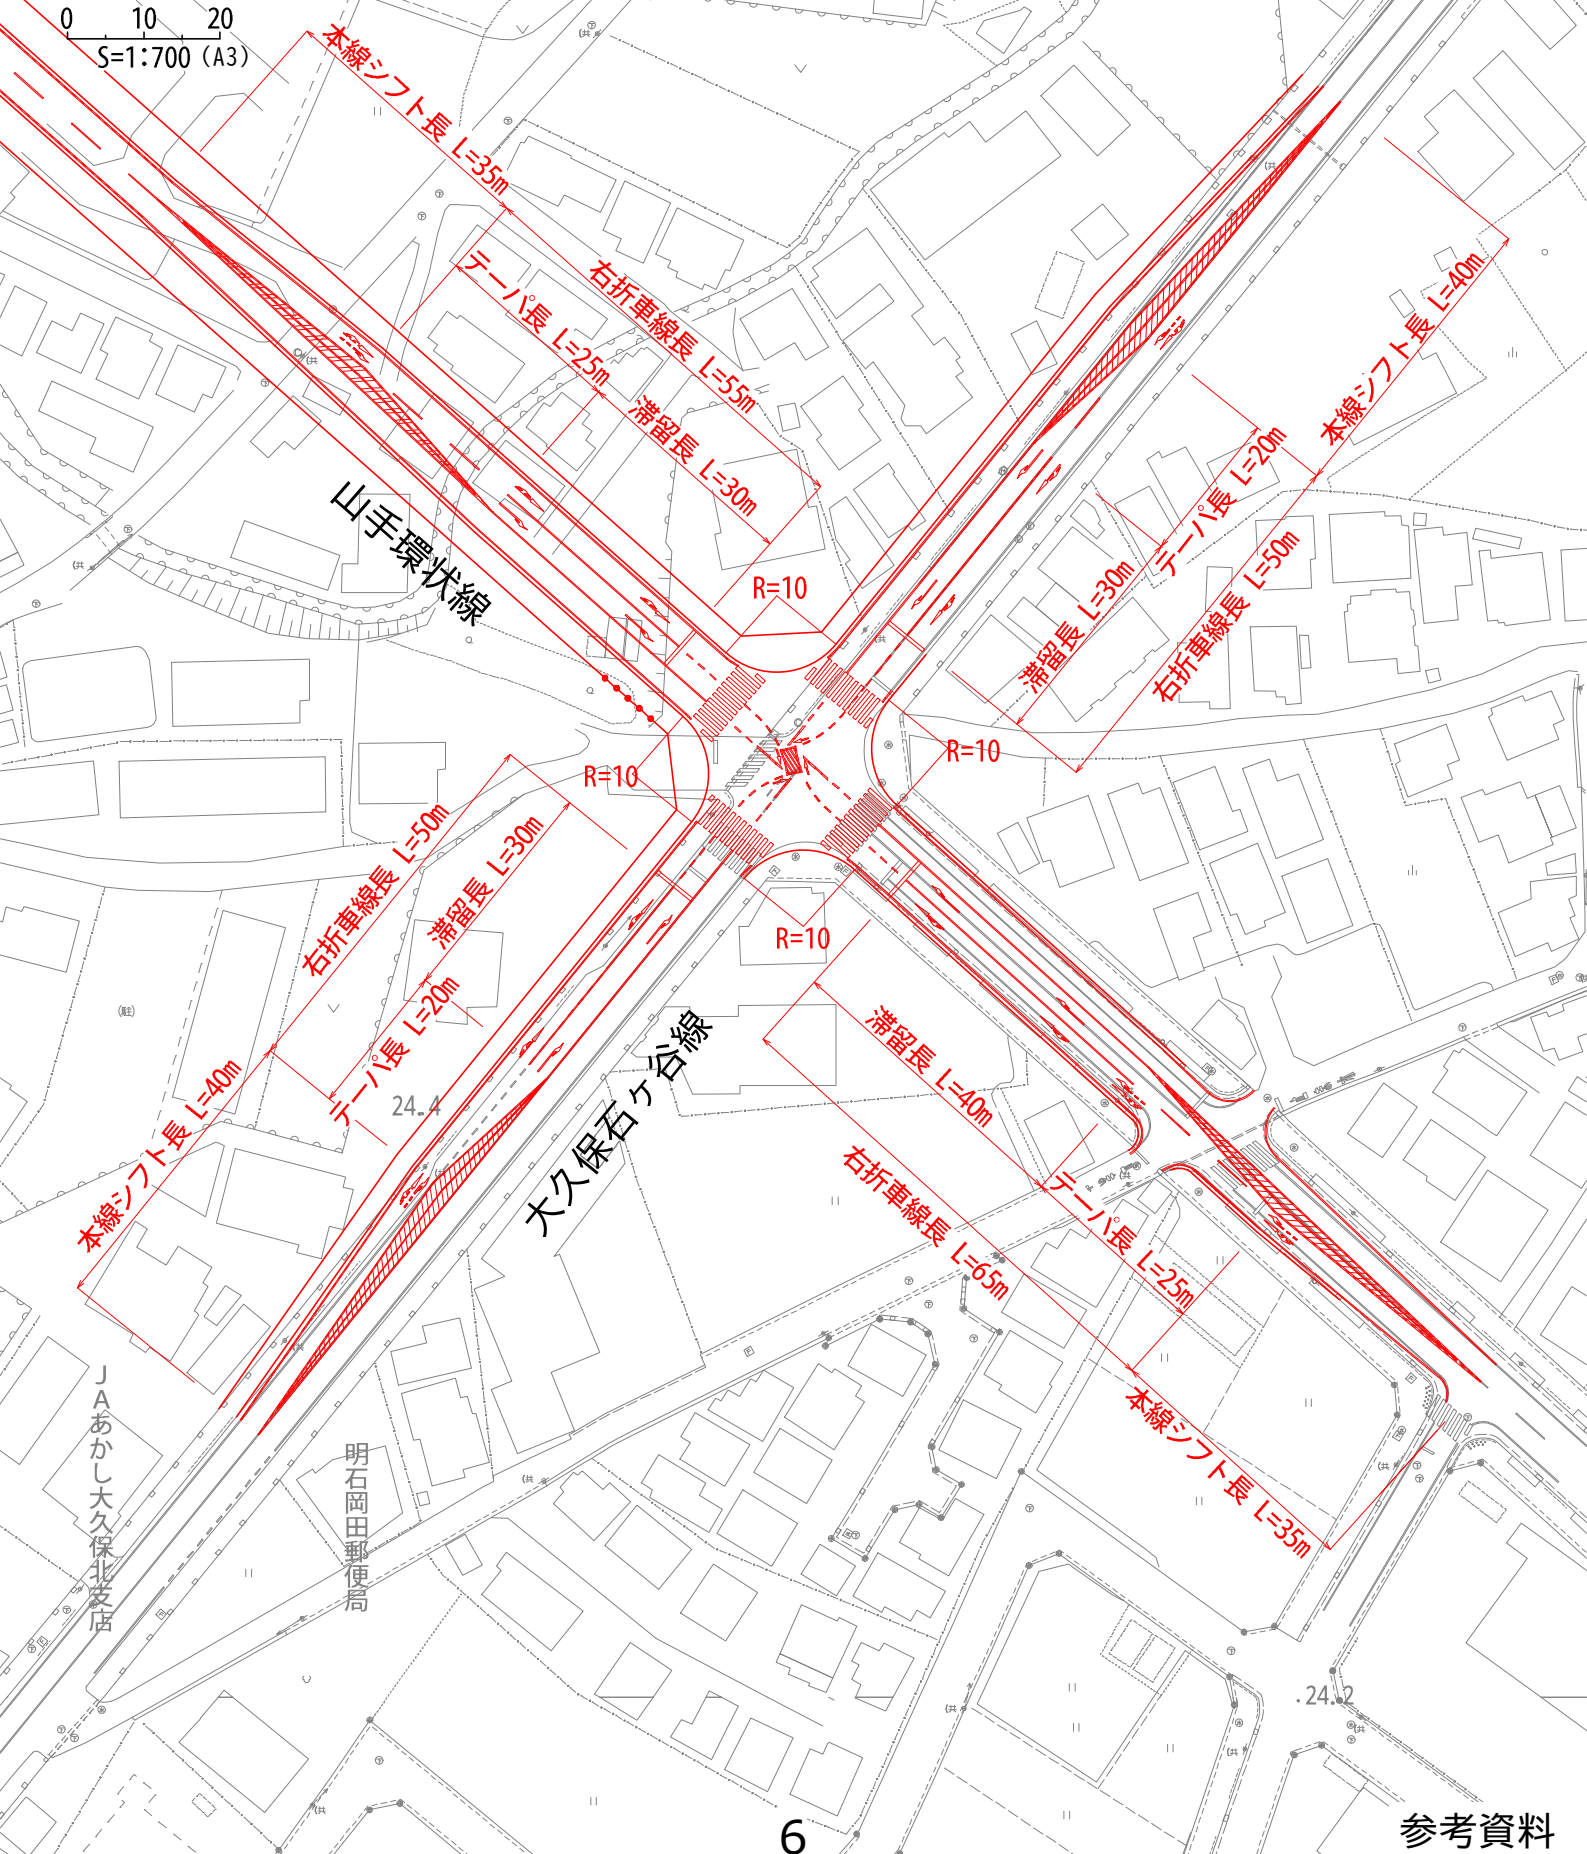 0 10 20
S=1:700（A3）
本線シフト長 L=35m
テーパ長 L=25m
右折車線長 L=55m
滞留長 L=30m
本線シフト長 L=40m
テーパ長 L=20m
滞留長 L=30m
右折車線長 L=50m
山手環状線
R=10
R=10
R=10
R=10
右折車線長 L=50m
滞留長 L=30m
テーパ長 L=20m
本線シフト長 L=40m
24.4
大久保石ヶ谷線
滞留長 L=40m
右折車線長 L=65m
テーパ長 L=25m
本線シフト長 L=35m
JAあかし大久保北支店
明石岡田郵便局
.24.2
6
参考資料